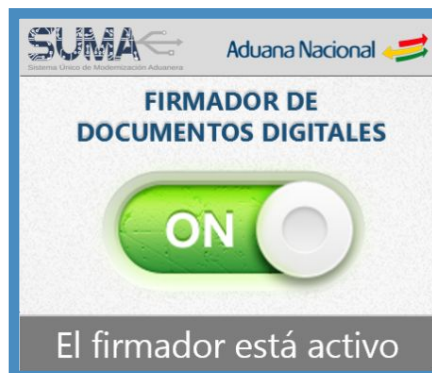 SUMA
Sistema Único de Modernización Aduanera
Aduana Nacional
FIRMADOR DE
DOCUMENTOS DIGITALES
ON
El firmador está activo